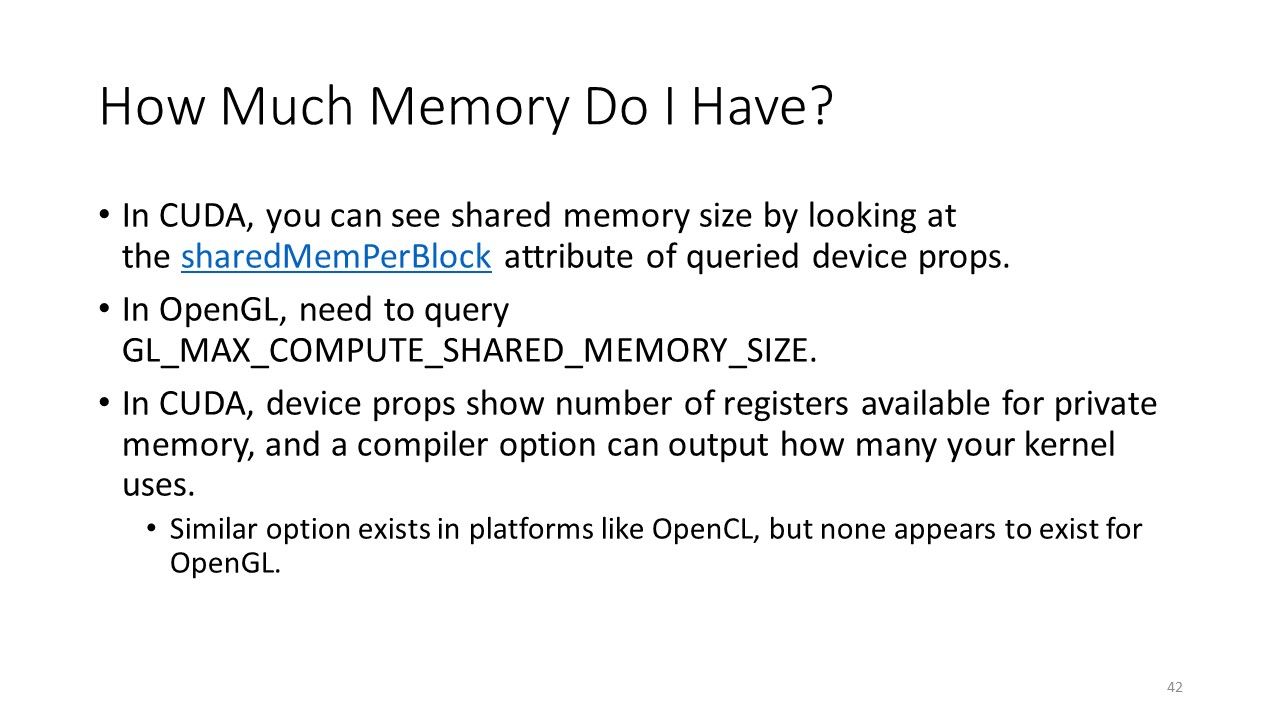 How Much Memory Do I Have?
• In CUDA, you can see shared memory size by looking at
the sharedMemPerBlock attribute of queried device props.
• In OpenGL, need to query
GL_MAX_COMPUTE_SHARED_MEMORY_SIZE.
• In CUDA, device props show number of registers available for private
memory, and a compiler option can output how many your kernel
uses.
• Similar option exists in platforms like OpenCL, but none appears to exist for
OpenGL.
42